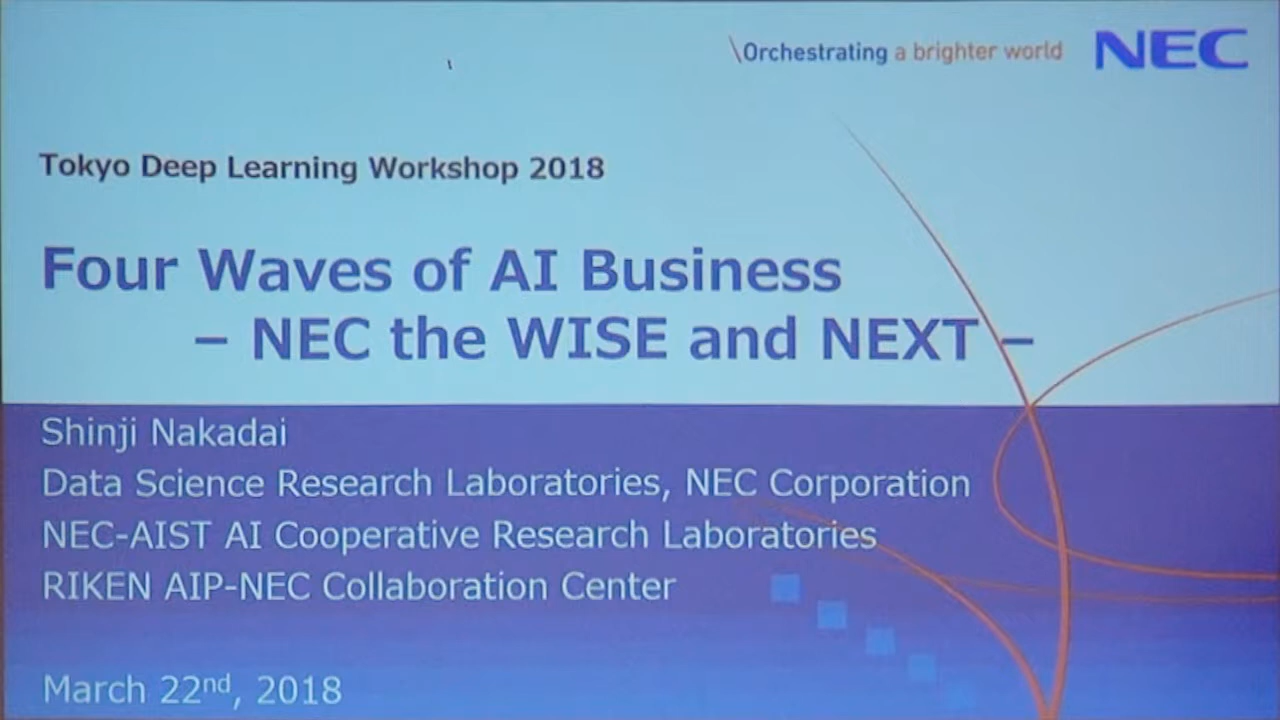 \Orchestrating a brighter world NEC
Tokyo Deep Learning Workshop 2018
Four Waves of AI Business
– NEC the WISE and NEXT –
Shinji Nakadai
Data Science Research Laboratories, NEC Corporation
NEC-AIST AI Cooperative Research Laboratories
RIKEN AIP-NEC Collaboration Center
March 22nd, 2018